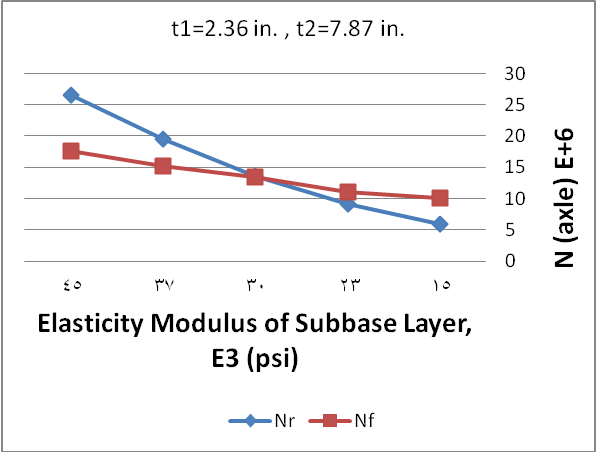 t1=2.36 in. , t2=7.87 in.
30
25
20
15
10
5
0
N (axle) E+6
٤٥ ٣٧ ٣٠ ٢٣ ١٥
Elasticity Modulus of Subbase Layer,
E3 (psi)
Nr Nf